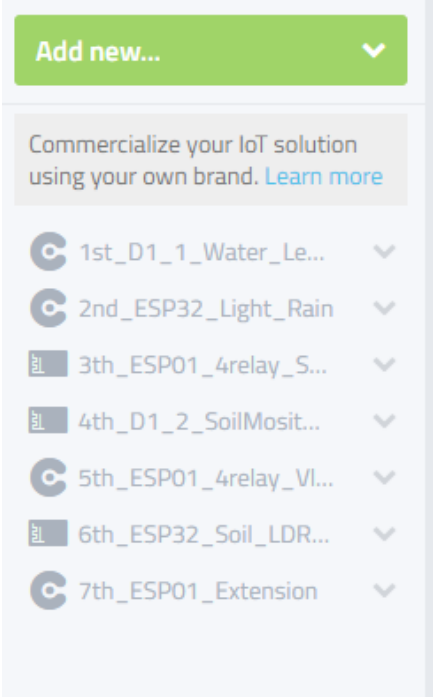 Add new...
Commercialize your IoT solution
using your own brand. Learn more
1st_D1_1_Water_Le...
2nd_ESP32_Light_Rain
3th_ESP01_4relay_S...
4th_D1_2_SoilMosit...
5th_ESP01_4relay_Vl...
6th_ESP32_Soil_LDR...
7th_ESP01_Extension